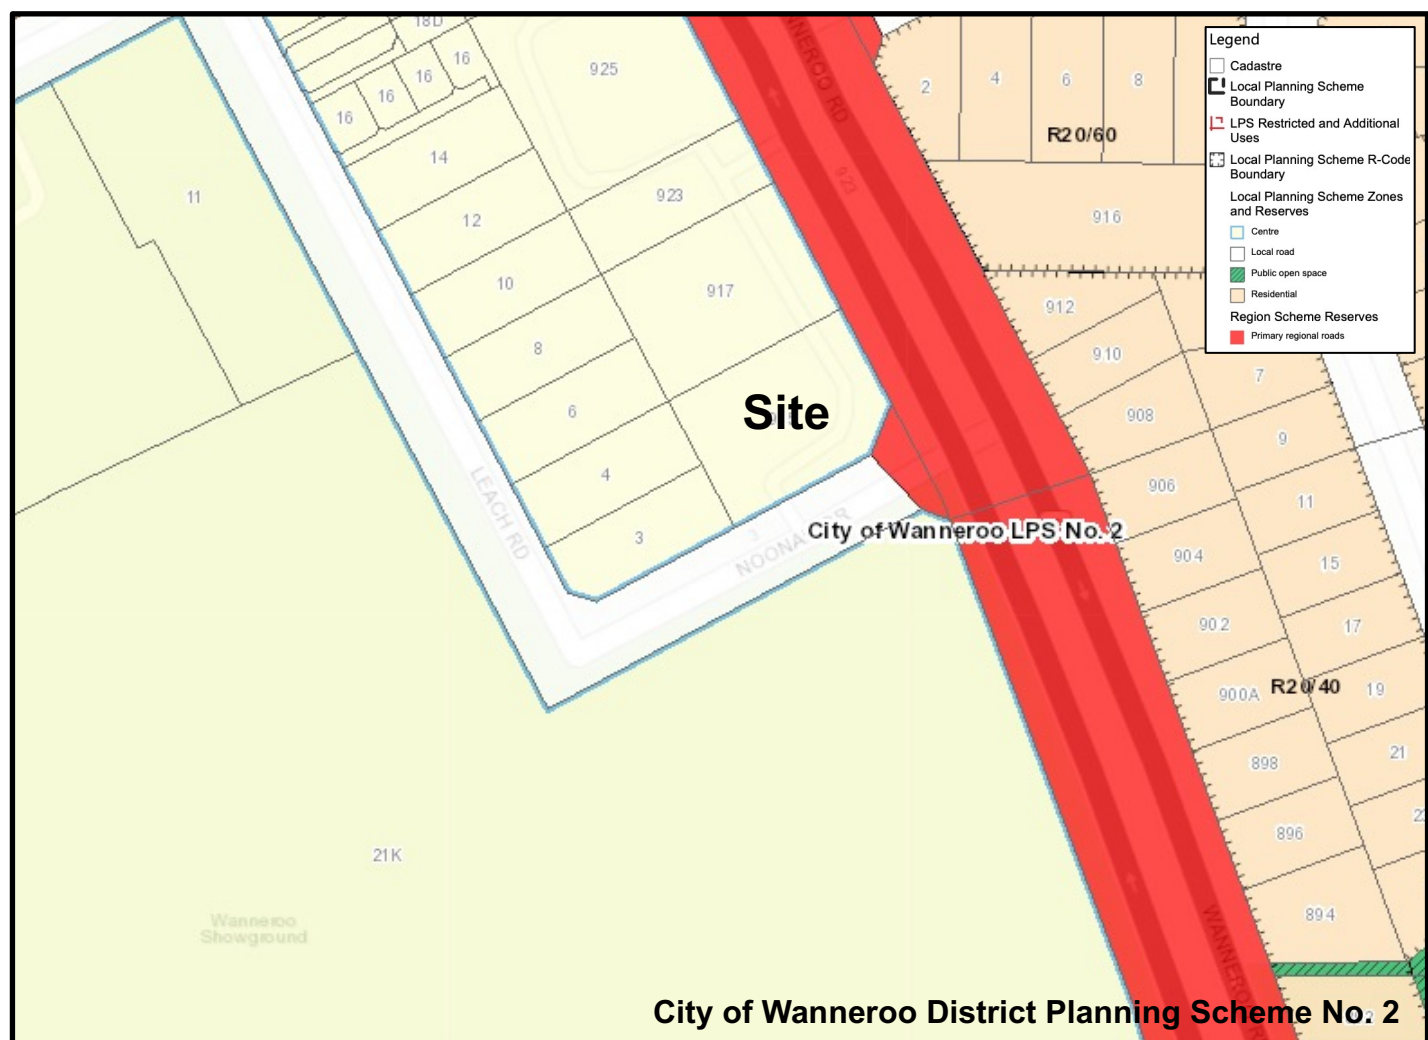 18D
16
16
16
16
925
14
12
10
8
6
4
3
3
923
923
917
11
LEACH RD
Site
City of Wanneroo LPS No. 2
WANNEROO RD
2
4
6
8
R20/60
916
912
910
908
906
904
902
900A
898
896
894
7
9
11
15
17
19
21
R20/40
21K
Wanneroo
Showground
Legend
Cadastre
Local Planning Scheme
Boundary
LPS Restricted and Additional
Uses
Local Planning Scheme R-Code
Boundary
Local Planning Scheme Zones
and Reserves
Centre
Local road
Public open space
Residential
Region Scheme Reserves
Primary regional roads
City of Wanneroo District Planning Scheme No. 2